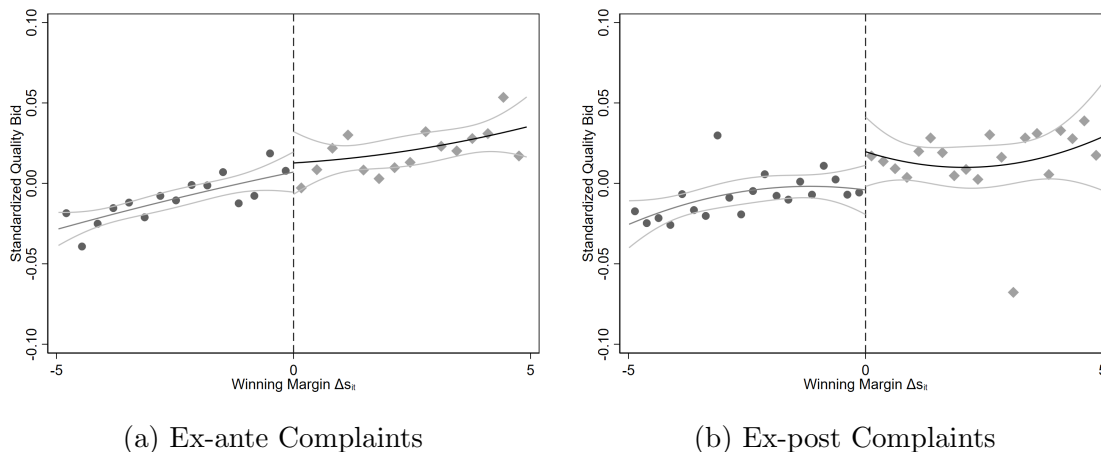 0.10
0.05
0.00
-0.05
-0.10
Standardized Quality Bid
-5
0
5
Winning Margin Δsᵢₜ
(a) Ex-ante Complaints
0.10
0.05
0.00
-0.05
-0.10
Standardized Quality Bid
-5
0
5
Winning Margin Δsᵢₜ
(b) Ex-post Complaints